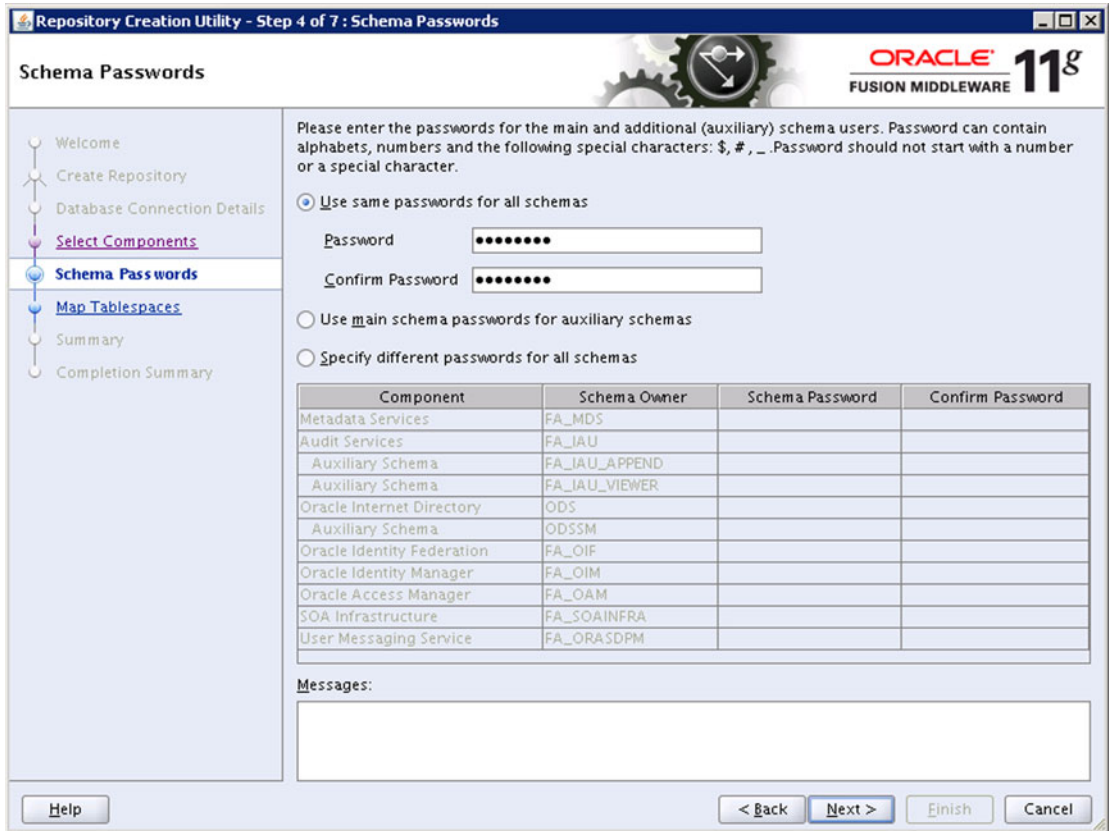 Repository Creation Utility - Step 4 of 7 : Schema Passwords
Schema Passwords
ORACLE
FUSION MIDDLEWARE
11g
Welcome
Create Repository
Database Connection Details
Select Components
Schema Passwords
Map Tablespaces
Summary
Completion Summary
Please enter the passwords for the main and additional (auxiliary) schema users. Password can contain
alphabets, numbers and the following special characters: $, # , _ .Password should not start with a number
or a special character.
Use same passwords for all schemas
Password ●●●●●●●●
Confirm Password ●●●●●●●●
Use main schema passwords for auxiliary schemas
Specify different passwords for all schemas
Component Schema Owner Schema Password Confirm Password
Metadata Services FA_MDS
Audit Services FA_IAU
Auxiliary Schema FA_IAU_APPEND
Auxiliary Schema FA_IAU_VIEWER
Oracle Internet Directory ODS
Auxiliary Schema ODSSM
Oracle Identity Federation FA_OIF
Oracle Identity Manager FA_OIM
Oracle Access Manager FA_OAM
SOA Infrastructure FA_SOAINFRA
User Messaging Service FA_ORASDPM
Messages:
Help < Back Next > Finish Cancel